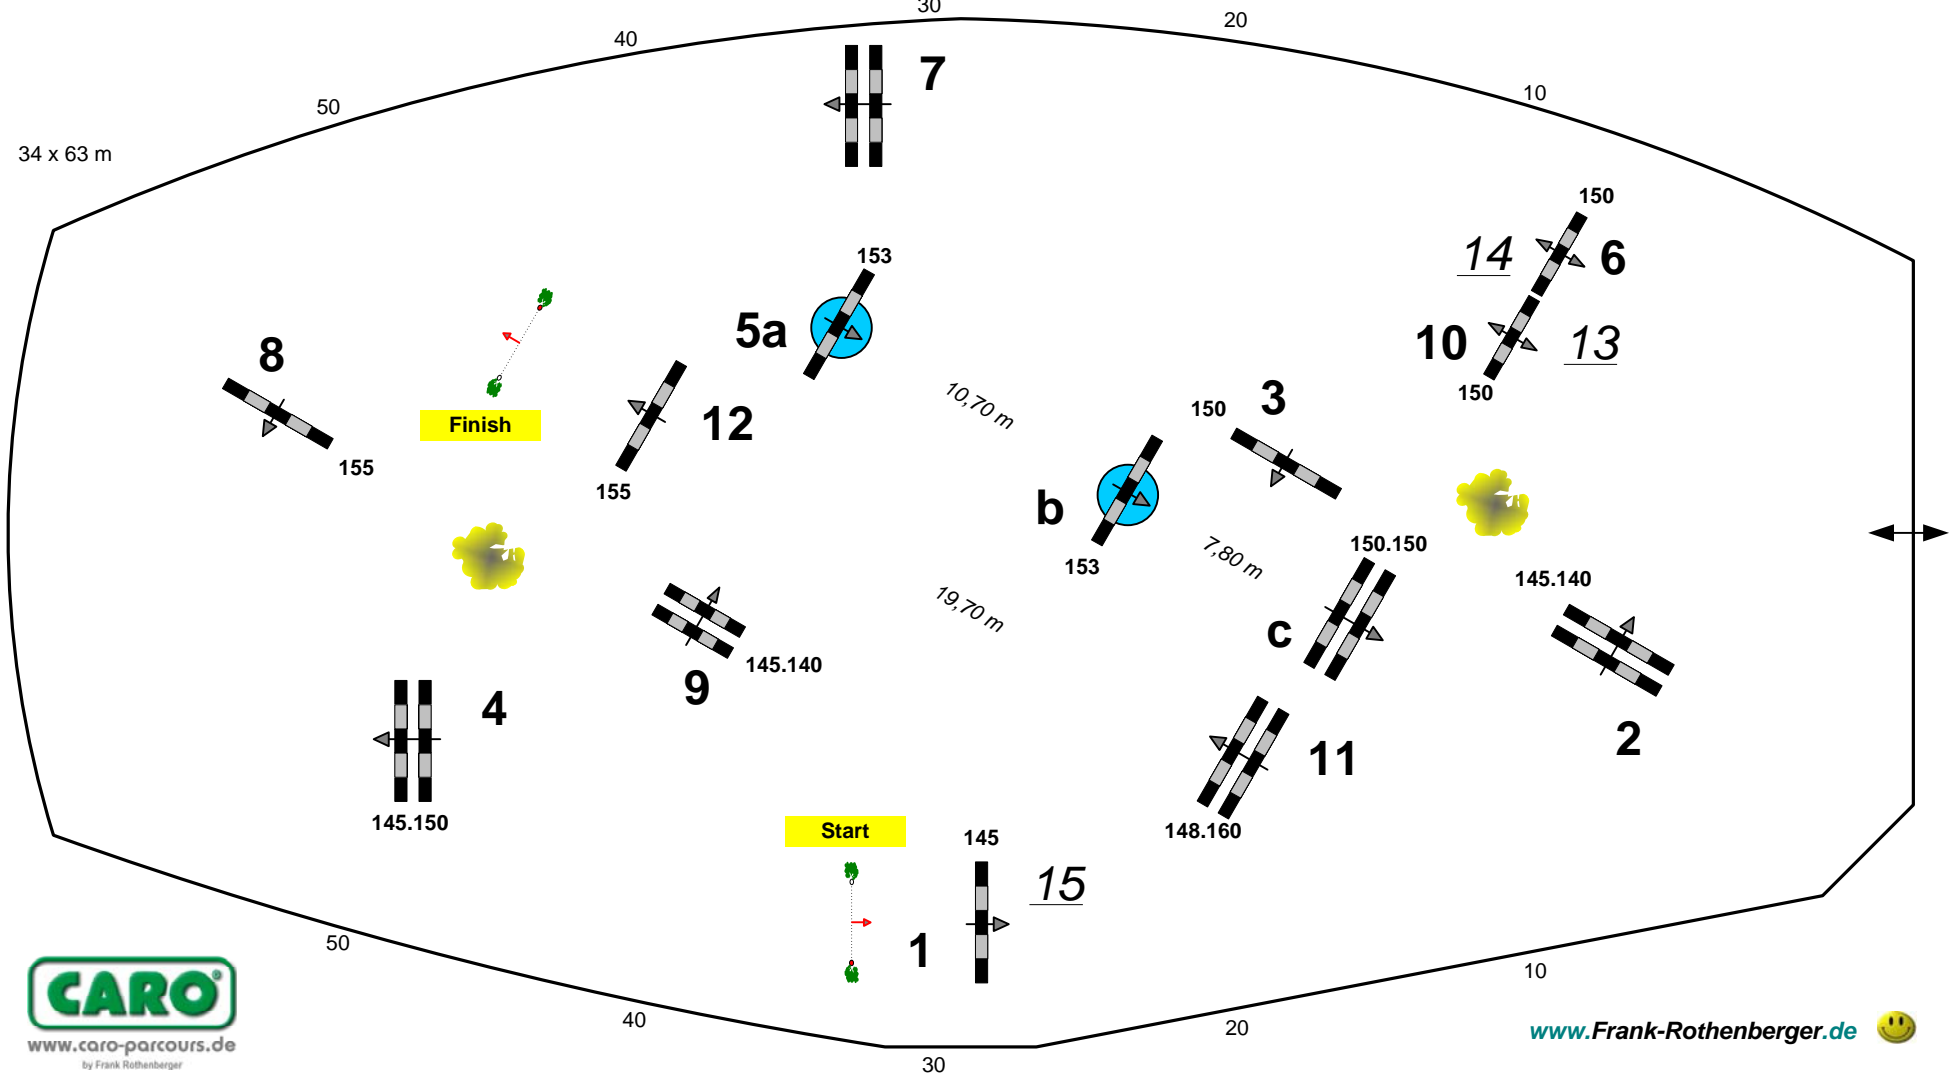 30
20
40
10
50
7
34 x 63 m
150
14
6
153
5a
10
13
8
150
10,70 m
150
3
Finish
12
155
155
b
150.150
153
7,80 m
145.140
19,70 m
c
145.140
9
4
2
11
145.150
Start
145
148.160
15
1
50
10
40
20
30
CARO®
www.caro-parcours.de
by Frank Rothenberger
www.Frank-Rothenberger.de